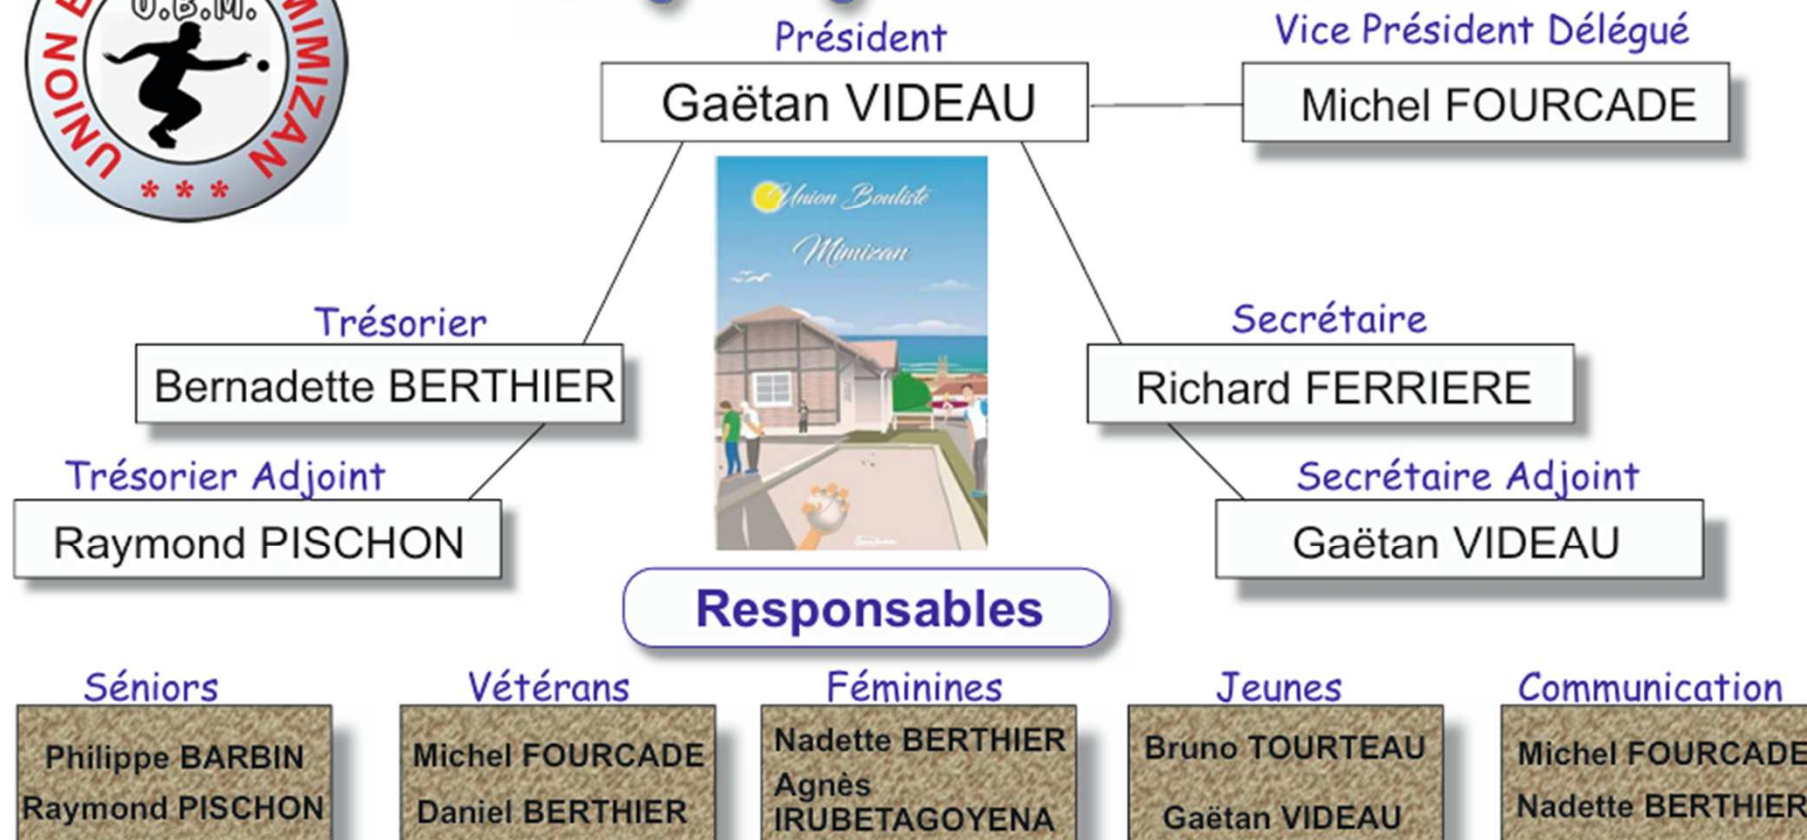 U.B.M.
UNION
MIMIZAN
* * *
Président
Vice Président Délégué
Gaëtan VIDEAU
Michel FOURCADE
Union Bouliste
Mimizan
Trésorier
Secrétaire
Bernadette BERTHIER
Richard FERRIERE
Trésorier Adjoint
Secrétaire Adjoint
Raymond PISCHON
Gaëtan VIDEAU
Responsables
Séniors
Vétérans
Féminines
Jeunes
Communication
Philippe BARBIN
Raymond PISCHON
Michel FOURCADE
Daniel BERTHIER
Nadette BERTHIER
Agnès
IRUBETAGOYENA
Bruno TOURTEAU
Gaëtan VIDEAU
Michel FOURCADE
Nadette BERTHIER